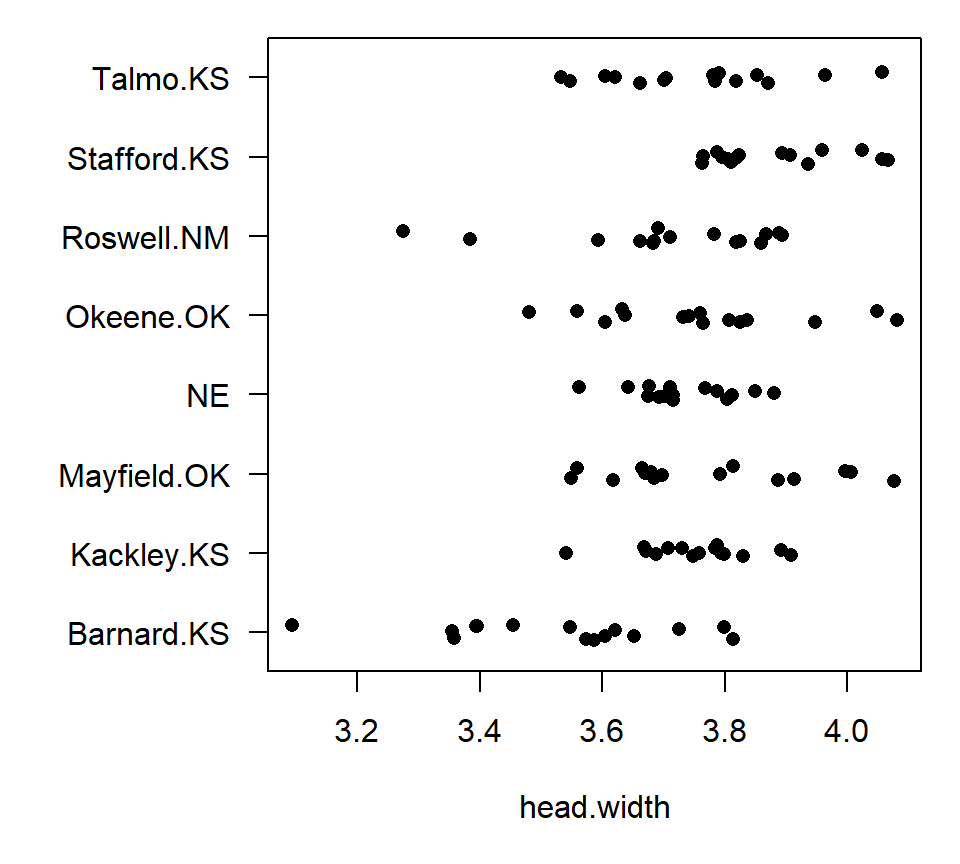 Talmo.KS
Stafford.KS
Roswell.NM
Okeene.OK
NE
Mayfield.OK
Kackley.KS
Barnard.KS
3.2 3.4 3.6 3.8 4.0
head.width